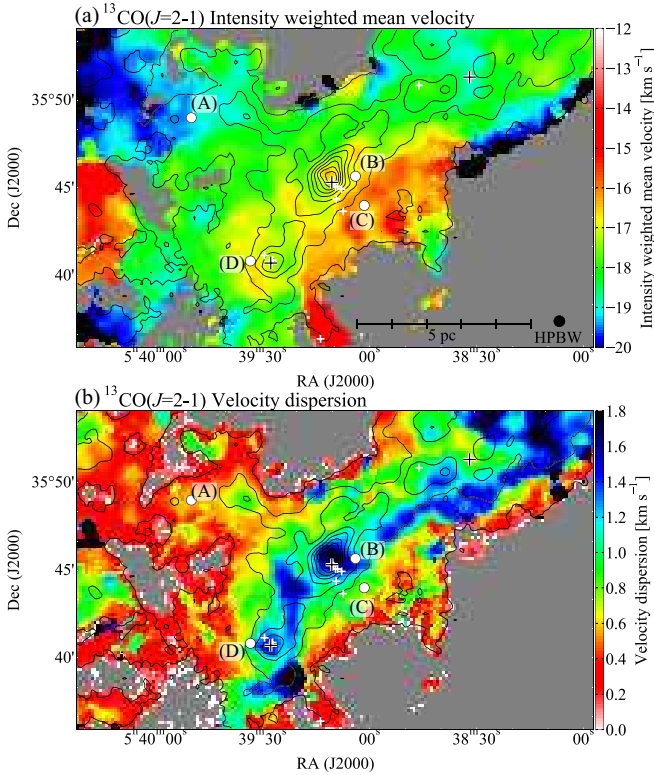 (a) ¹³CO(J=2-1) Intensity weighted mean velocity
35°50'
45'
40'
Dec (J2000)
(A)
(B)
(C)
(D)
5 pc
HPBW
5ʰ40ᵐ00ˢ
39ᵐ30ˢ
00ˢ
38ᵐ30ˢ
00ˢ
RA (J2000)
−12
−13
−14
−15
−16
−17
−18
−19
−20
Intensity weighted mean velocity [km s⁻¹]
(b) ¹³CO(J=2-1) Velocity dispersion
35°50'
45'
40'
Dec (J2000)
(A)
(B)
(C)
(D)
5ʰ40ᵐ00ˢ
39ᵐ30ˢ
00ˢ
38ᵐ30ˢ
00ˢ
RA (J2000)
1.8
1.6
1.4
1.2
1.0
0.8
0.6
0.4
0.2
0.0
Velocity dispersion [km s⁻¹]